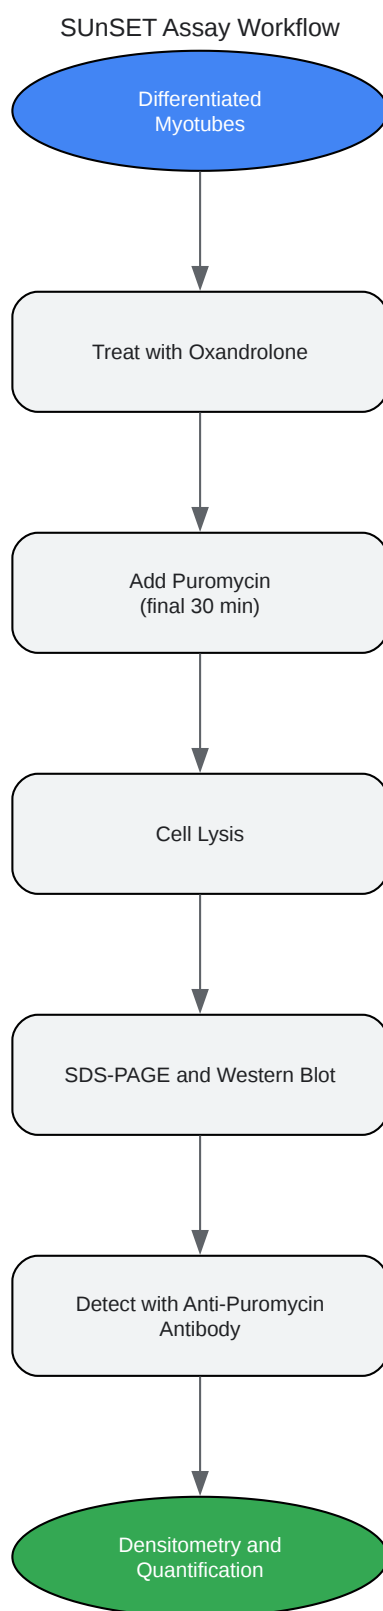 SUnSET Assay Workflow
Differentiated
Myotubes
Treat with Oxandrolone
Add Puromycin
(final 30 min)
Cell Lysis
SDS-PAGE and Western Blot
Detect with Anti-Puromycin
Antibody
Densitometry and
Quantification